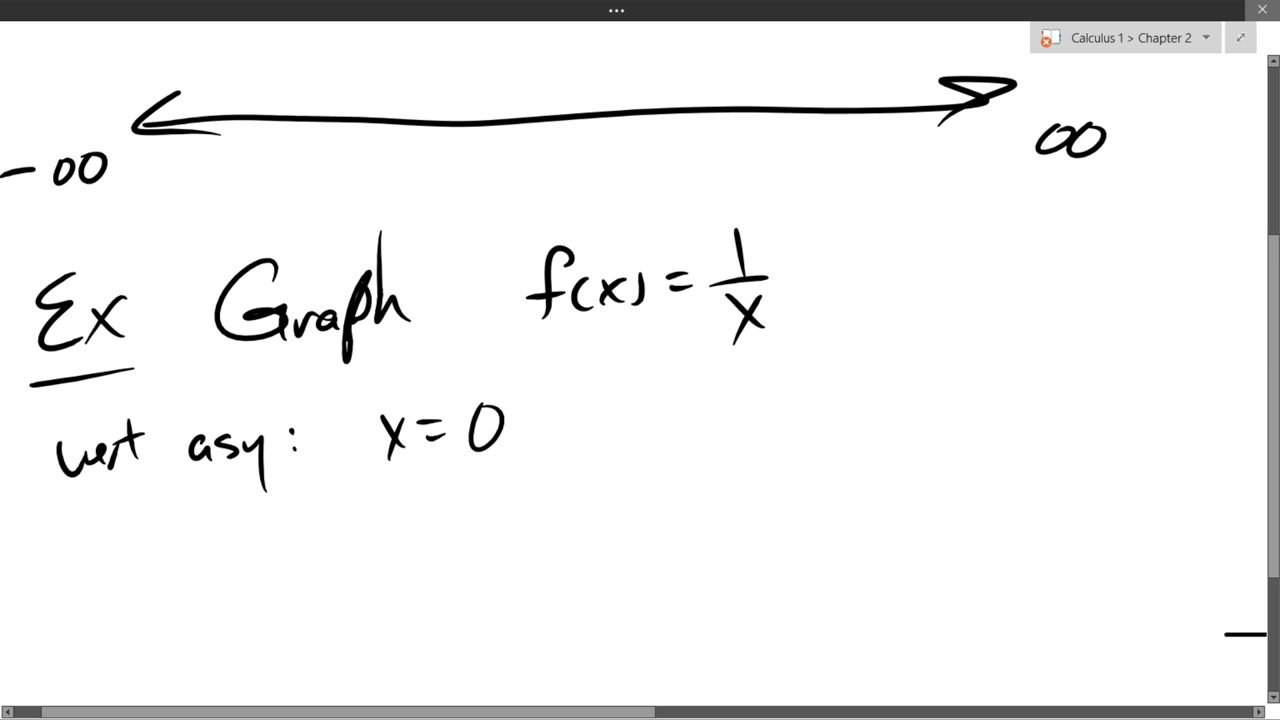 Calculus 1 > Chapter 2
-∞ ∞
Ex Graph f(x) = 1/x
vert asy: x = 0